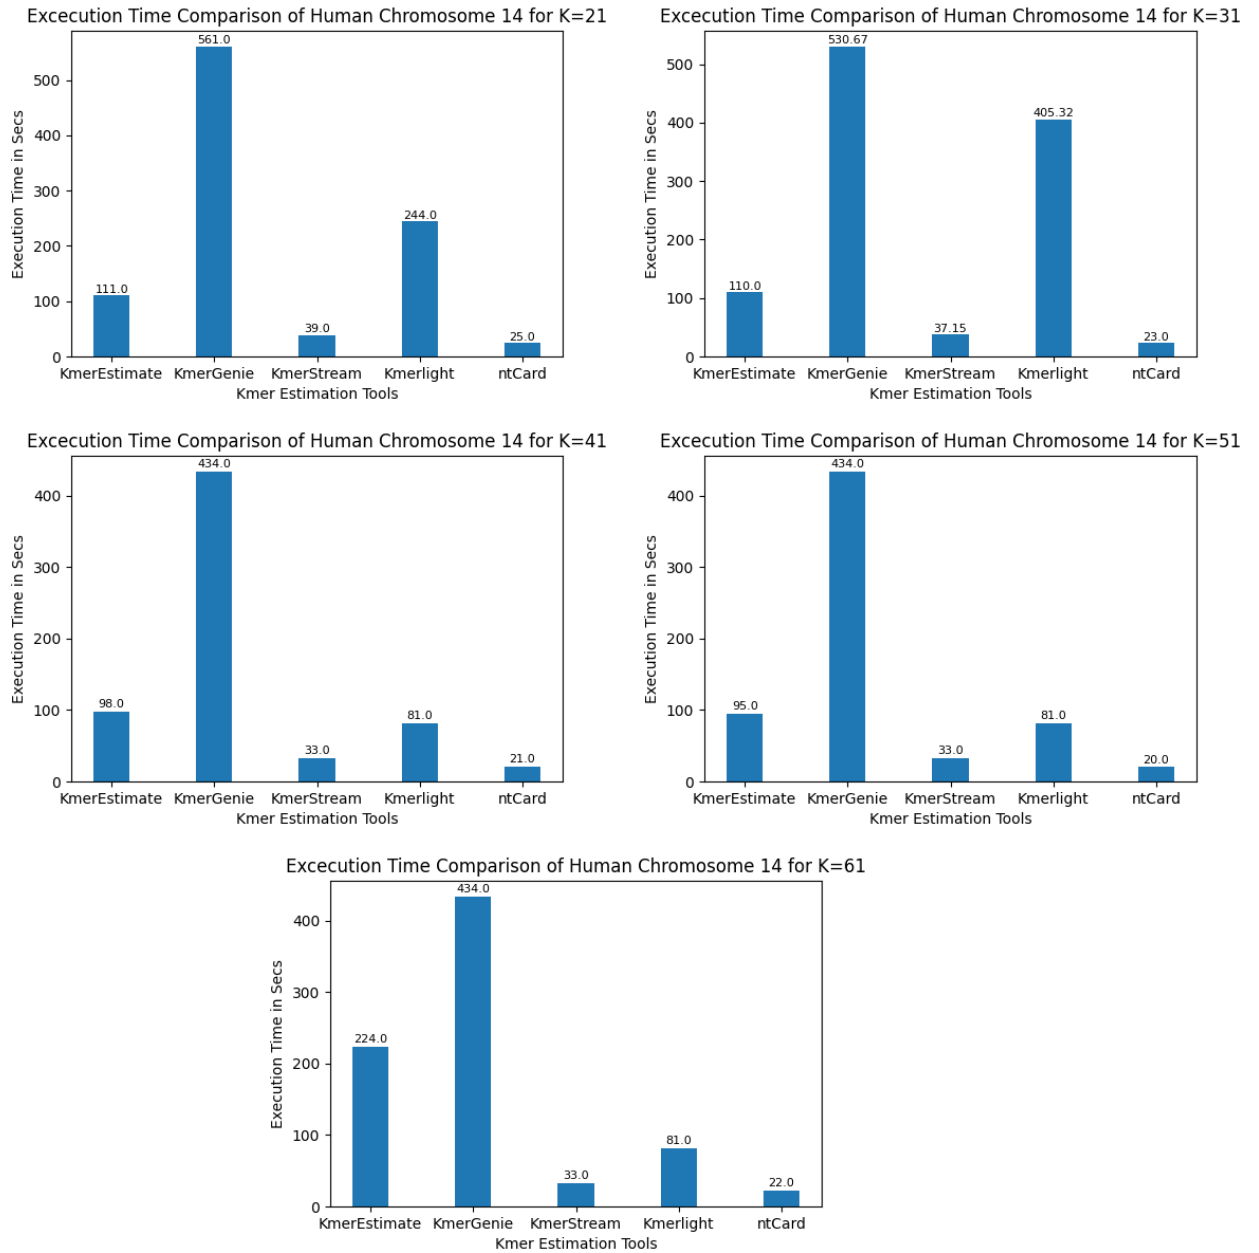 Excecution Time Comparison of Human Chromosome 14 for K=21
561.0
500
400
300
244.0
200
111.0
100
39.0
25.0
0
Execution Time in Secs
KmerEstimate KmerGenie KmerStream Kmerlight ntCard
Kmer Estimation Tools
Excecution Time Comparison of Human Chromosome 14 for K=31
530.67
500
405.32
400
300
200
110.0
100
37.15
23.0
0
Execution Time in Secs
KmerEstimate KmerGenie KmerStream Kmerlight ntCard
Kmer Estimation Tools
Excecution Time Comparison of Human Chromosome 14 for K=41
434.0
400
300
200
98.0
100
81.0
33.0
21.0
0
Execution Time in Secs
KmerEstimate KmerGenie KmerStream Kmerlight ntCard
Kmer Estimation Tools
Excecution Time Comparison of Human Chromosome 14 for K=51
434.0
400
300
200
95.0
100
81.0
33.0
20.0
0
Execution Time in Secs
KmerEstimate KmerGenie KmerStream Kmerlight ntCard
Kmer Estimation Tools
Excecution Time Comparison of Human Chromosome 14 for K=61
434.0
400
300
224.0
200
100
81.0
33.0
22.0
0
Execution Time in Secs
KmerEstimate KmerGenie KmerStream Kmerlight ntCard
Kmer Estimation Tools